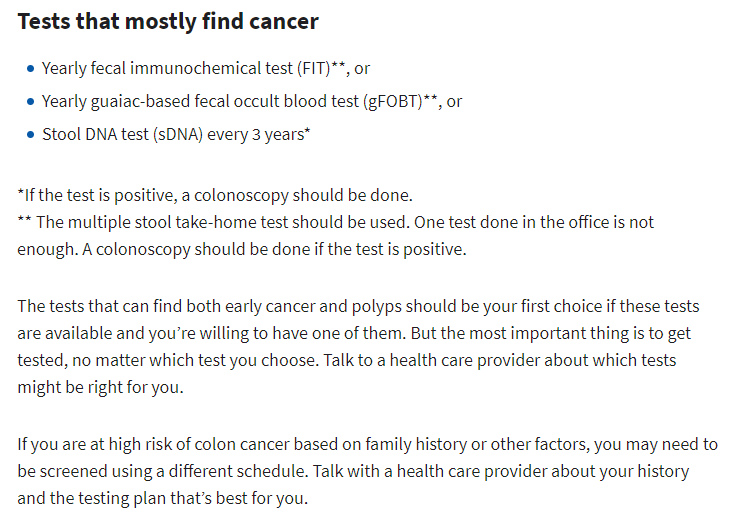 Tests that mostly find cancer
• Yearly fecal immunochemical test (FIT)**, or
• Yearly guaiac-based fecal occult blood test (gFOBT)**, or
• Stool DNA test (sDNA) every 3 years*
*If the test is positive, a colonoscopy should be done.
** The multiple stool take-home test should be used. One test done in the office is not
enough. A colonoscopy should be done if the test is positive.
The tests that can find both early cancer and polyps should be your first choice if these tests
are available and you’re willing to have one of them. But the most important thing is to get
tested, no matter which test you choose. Talk to a health care provider about which tests
might be right for you.
If you are at high risk of colon cancer based on family history or other factors, you may need to
be screened using a different schedule. Talk with a health care provider about your history
and the testing plan that’s best for you.